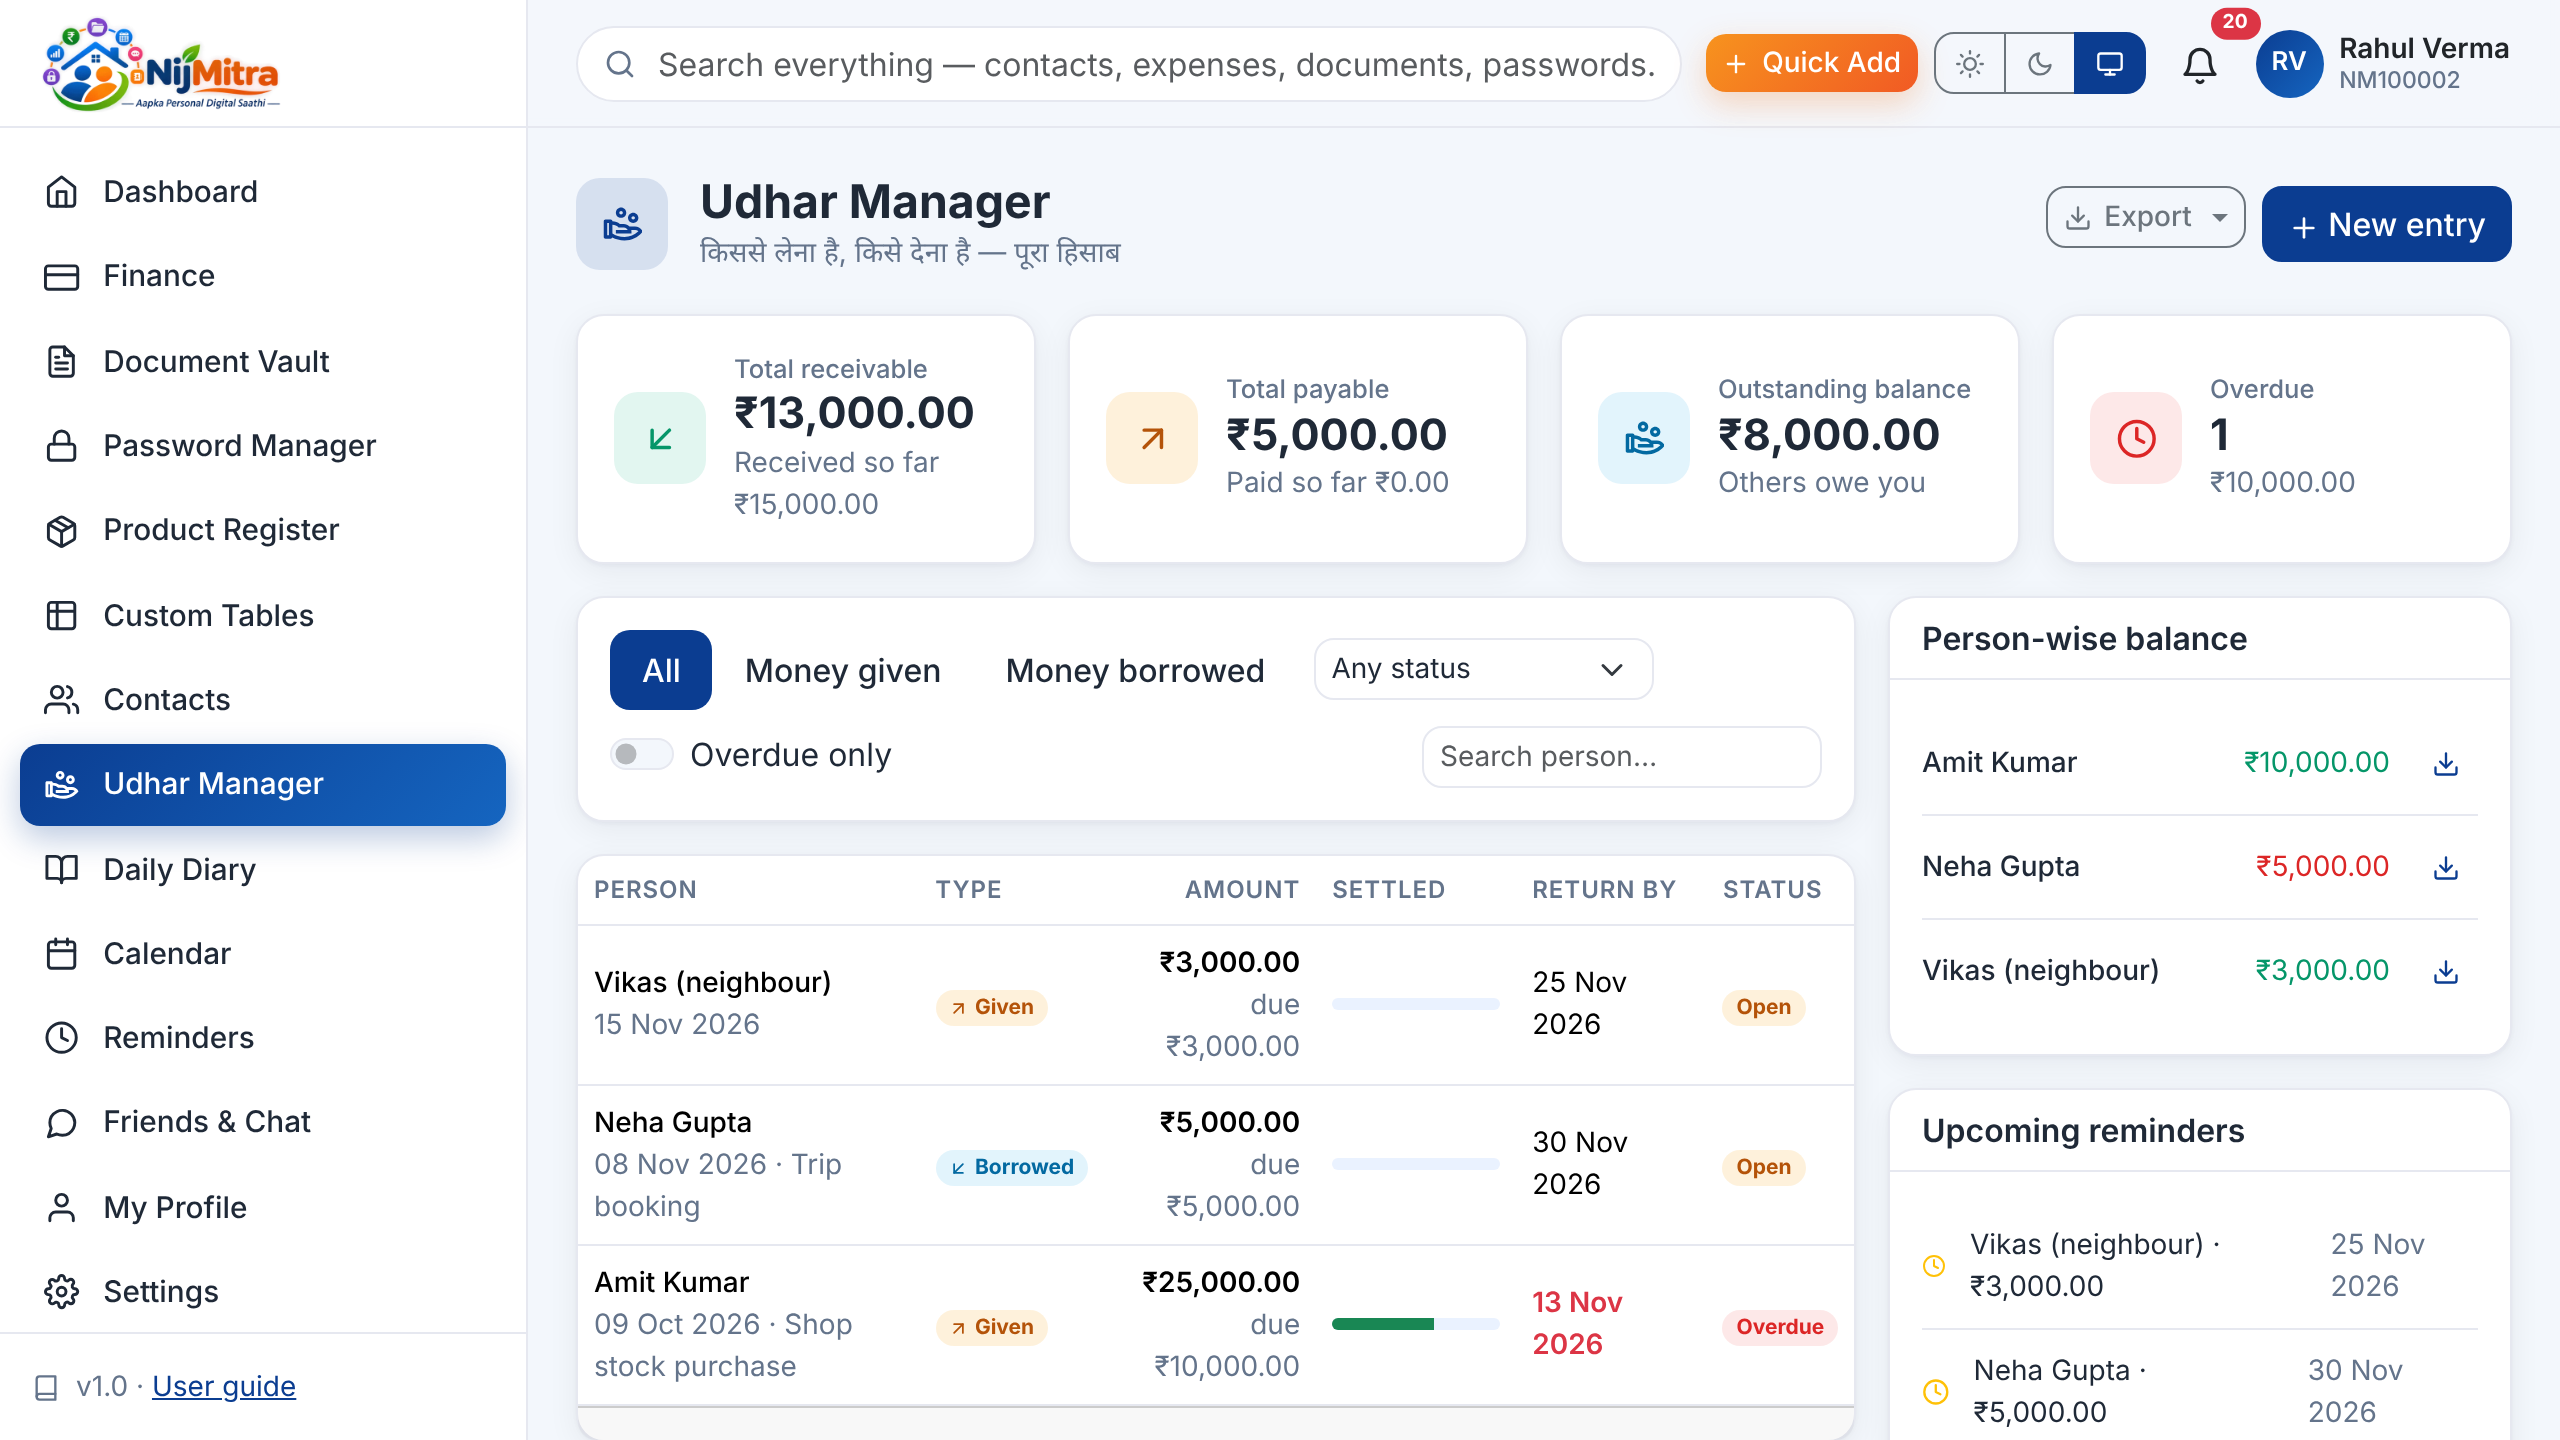 NijMitra
Aapka Personal Digital Saathi
Search everything — contacts, expenses, documents, passwords.
Quick Add
20
RV
Rahul Verma
NM100002
Dashboard
Finance
Document Vault
Password Manager
Product Register
Custom Tables
Contacts
Udhar Manager
Daily Diary
Calendar
Reminders
Friends & Chat
My Profile
Settings
v1.0 · User guide
Udhar Manager
किससे लेना है, किसे देना है — पूरा हिसाब
Export
New entry
Total receivable
₹13,000.00
Received so far
₹15,000.00
Total payable
₹5,000.00
Paid so far ₹0.00
Outstanding balance
₹8,000.00
Others owe you
Overdue
1
₹10,000.00
All
Money given
Money borrowed
Any status
Overdue only
Search person...
PERSON TYPE AMOUNT SETTLED RETURN BY STATUS
Vikas (neighbour)
15 Nov 2026
Given
₹3,000.00
due
₹3,000.00
25 Nov
2026
Open
Neha Gupta
08 Nov 2026 · Trip
booking
Borrowed
₹5,000.00
due
₹5,000.00
30 Nov
2026
Open
Amit Kumar
09 Oct 2026 · Shop
stock purchase
Given
₹25,000.00
due
₹10,000.00
13 Nov
2026
Overdue
Person-wise balance
Amit Kumar ₹10,000.00
Neha Gupta ₹5,000.00
Vikas (neighbour) ₹3,000.00
Upcoming reminders
Vikas (neighbour) ·
₹3,000.00
25 Nov
2026
Neha Gupta ·
₹5,000.00
30 Nov
2026